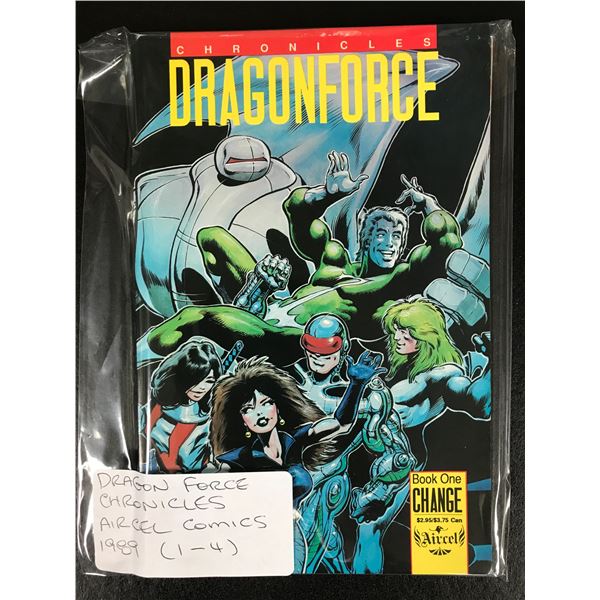 CHRONICLES
DRAGONFORCE
Book One
CHANGE
$2.95/$3.75 Can
Aircel
DRAGON FORCE
CHRONICLES
AIRCEL COMICS
1989 (1-4)